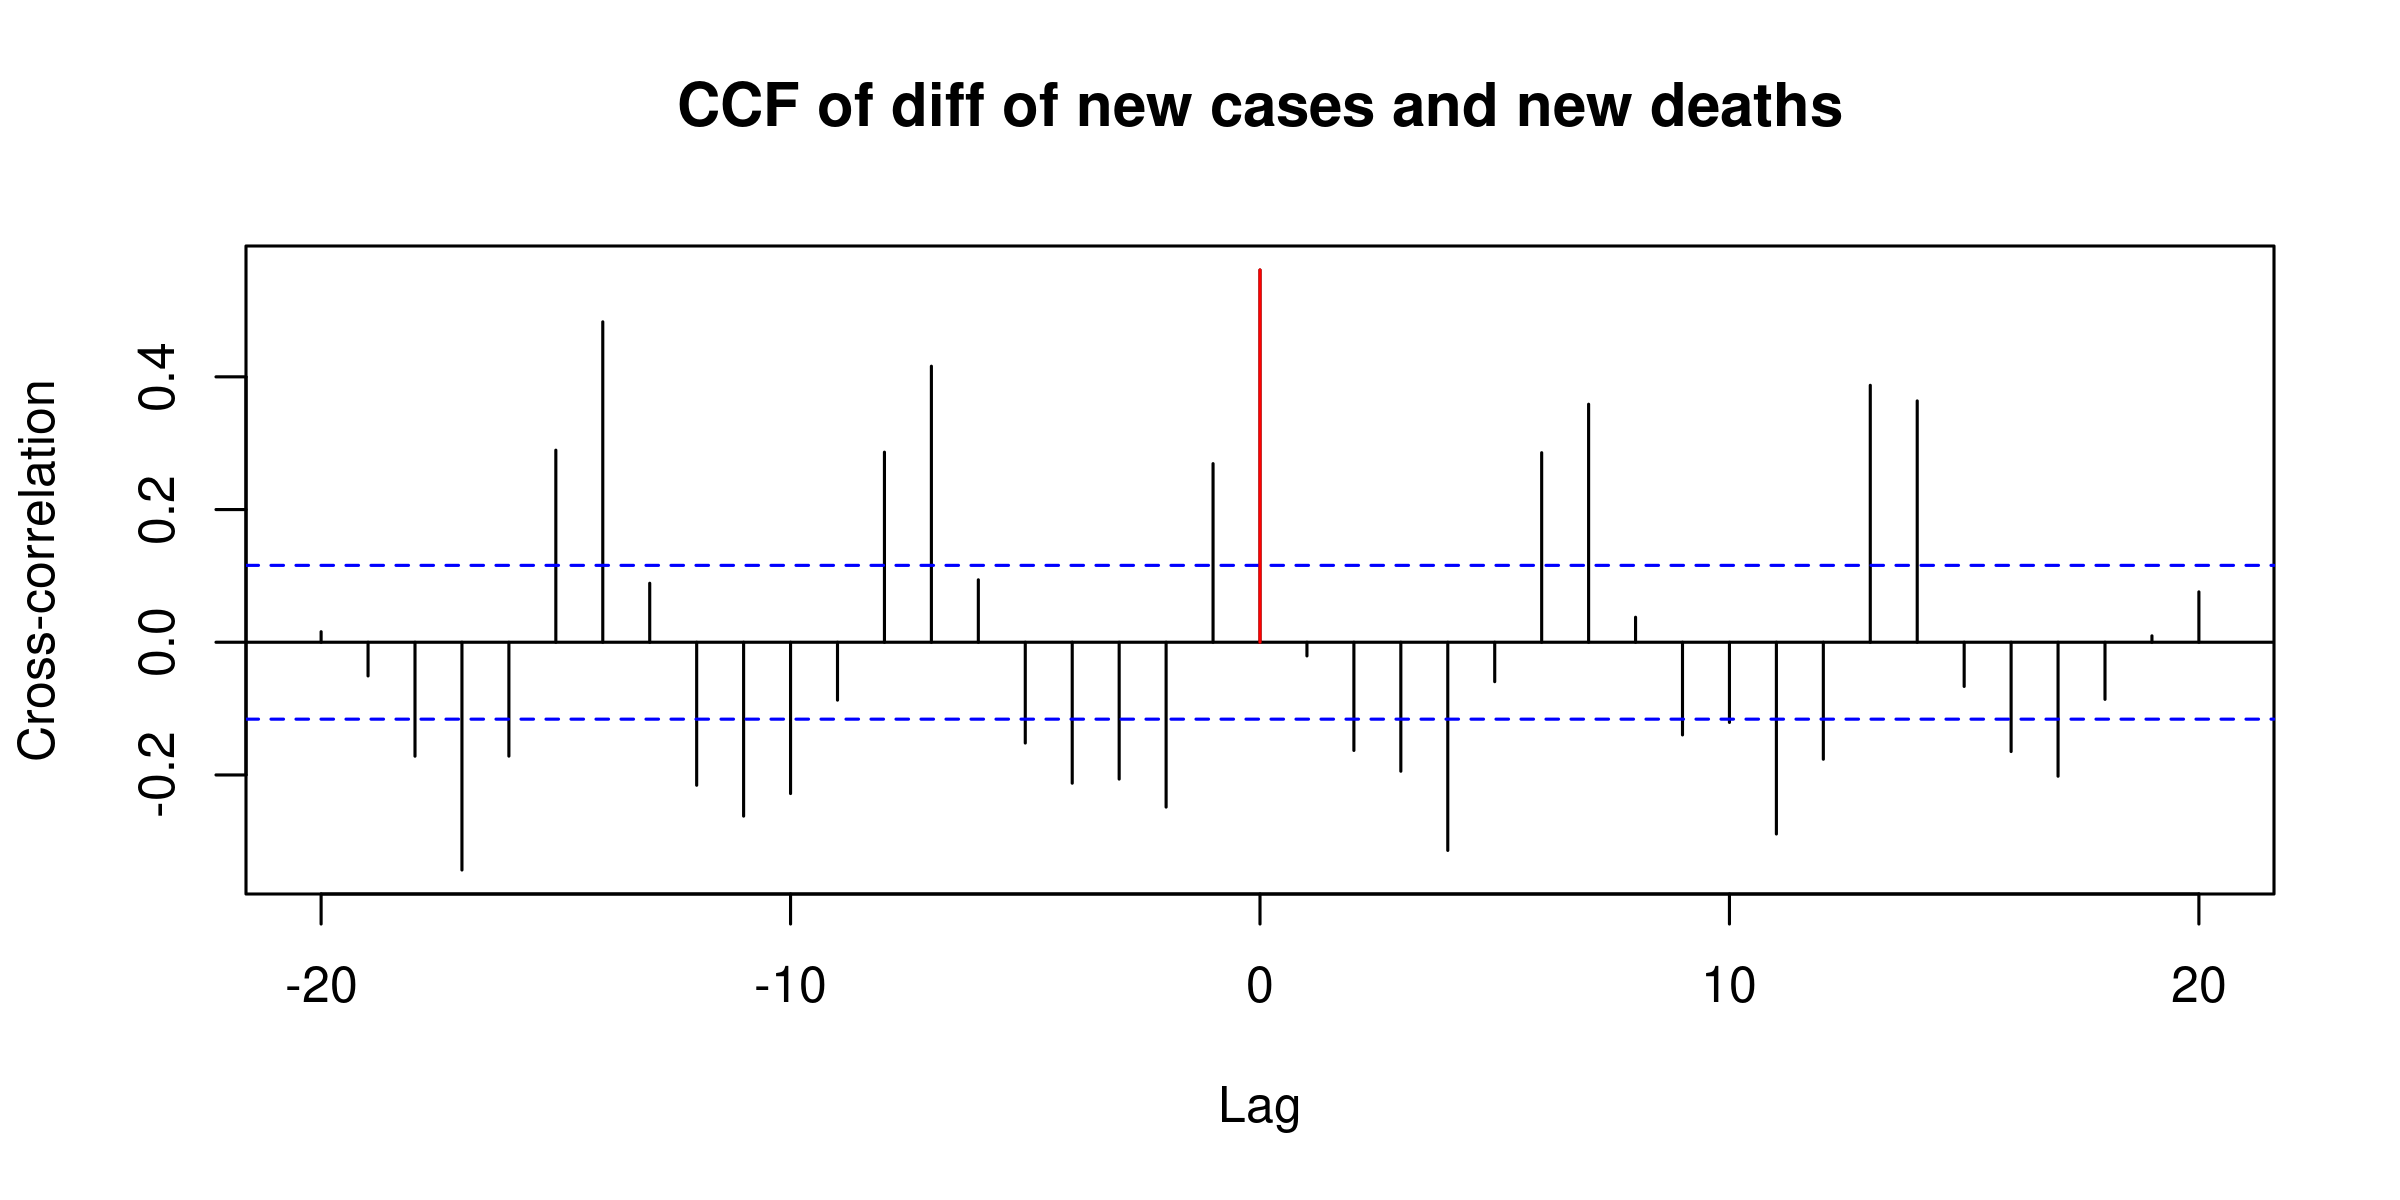 CCF of diff of new cases and new deaths
Cross-correlation
0.4
0.2
0.0
-0.2
-20 -10 0 10 20
Lag